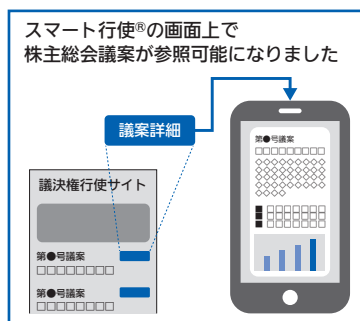 スマート行使®の画面上で
株主総会議案が参照可能になりました
議案詳細
議決権行使サイト
第●号議案
□□□□□□□□
第●号議案
□□□□□□□□
第●号議案
□□□□□□□□□
◇◇◇◇◇◇◇◇◇◇
◇◇◇◇◇◇◇◇◇◇
◇◇◇◇◇◇◇◇◇◇
◇◇◇◇◇◇◇◇◇◇
◇◇◇◇
■ □□□□□□□□
■ □□□□□□□□
■ □□□□□□□□